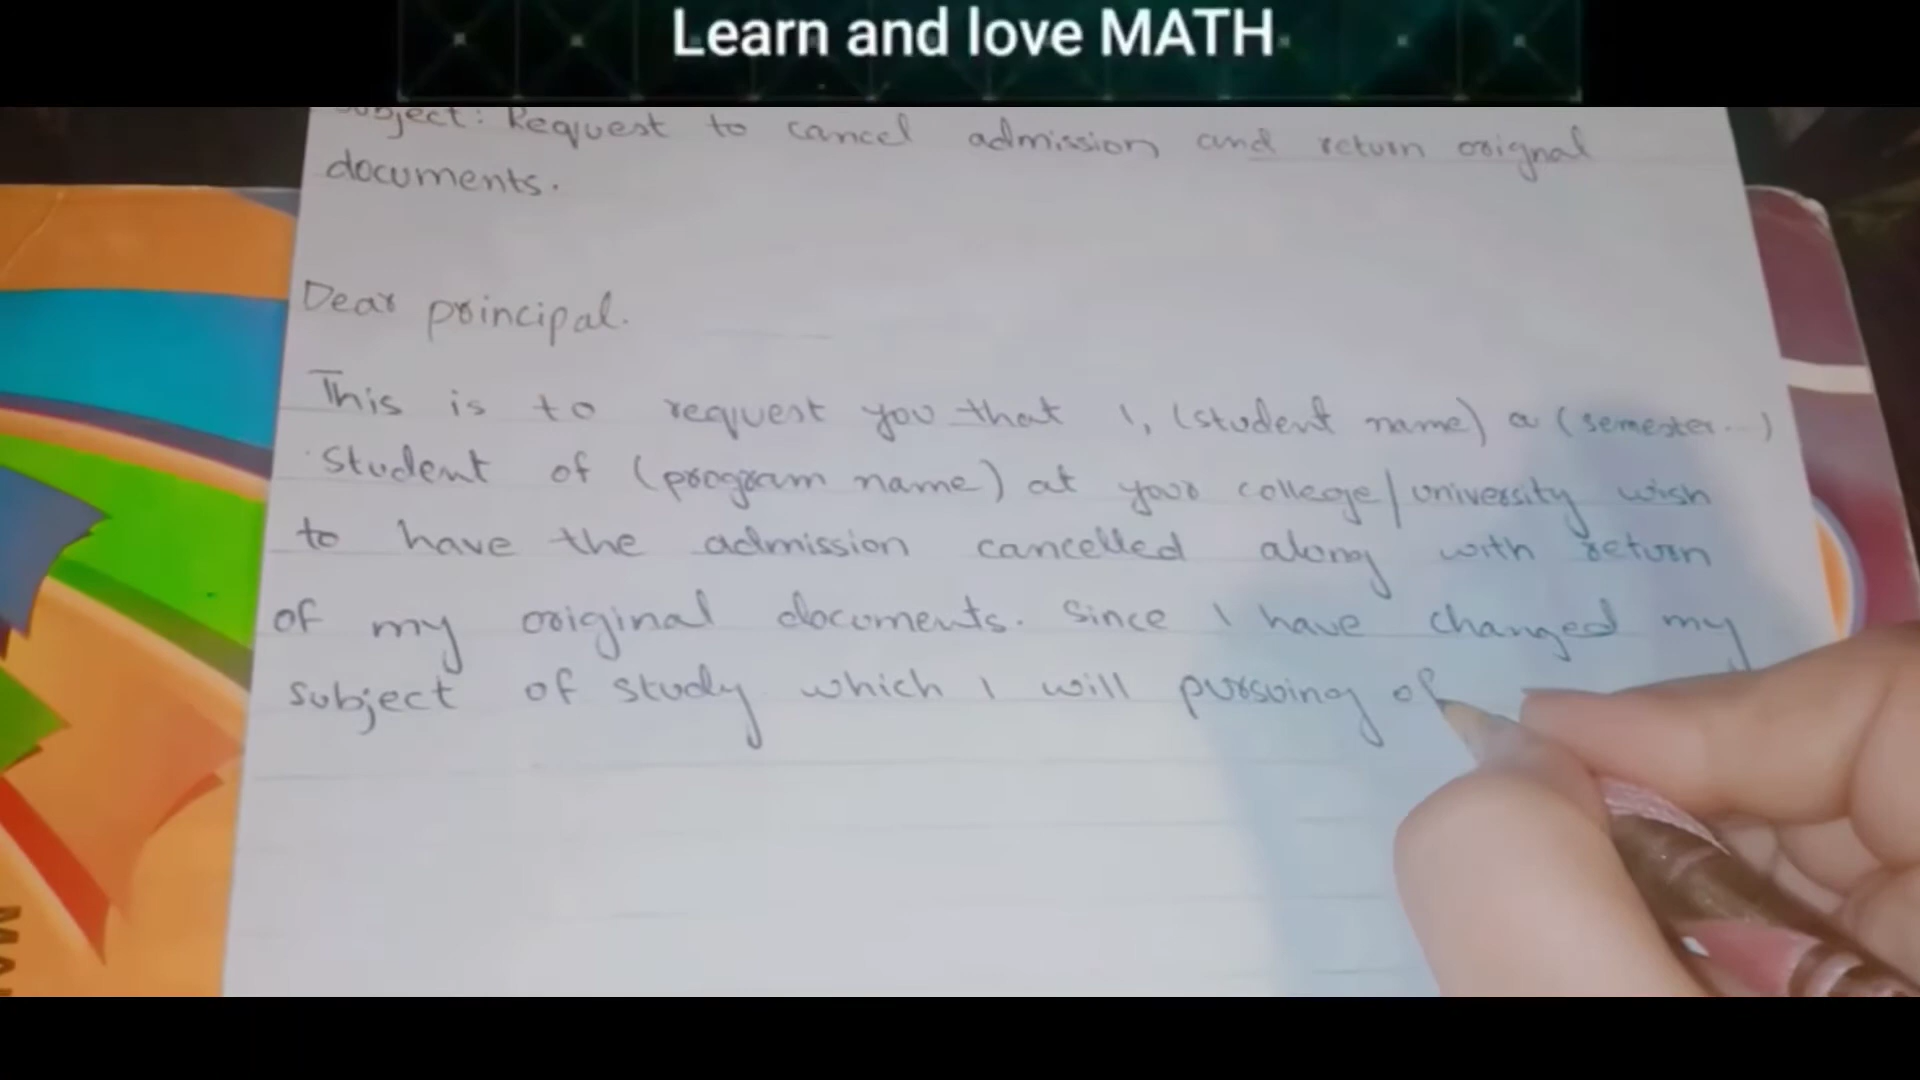 Learn and love MATH
Subject: Request to cancel admission and return orignal
documents.
Dear principal.
This is to request you that I, (student name) a (semester..)
Student of (program name) at your college/university wish
to have the admission cancelled along with return
of my original documents. Since I have changed my
subject of study which I will pursuing of